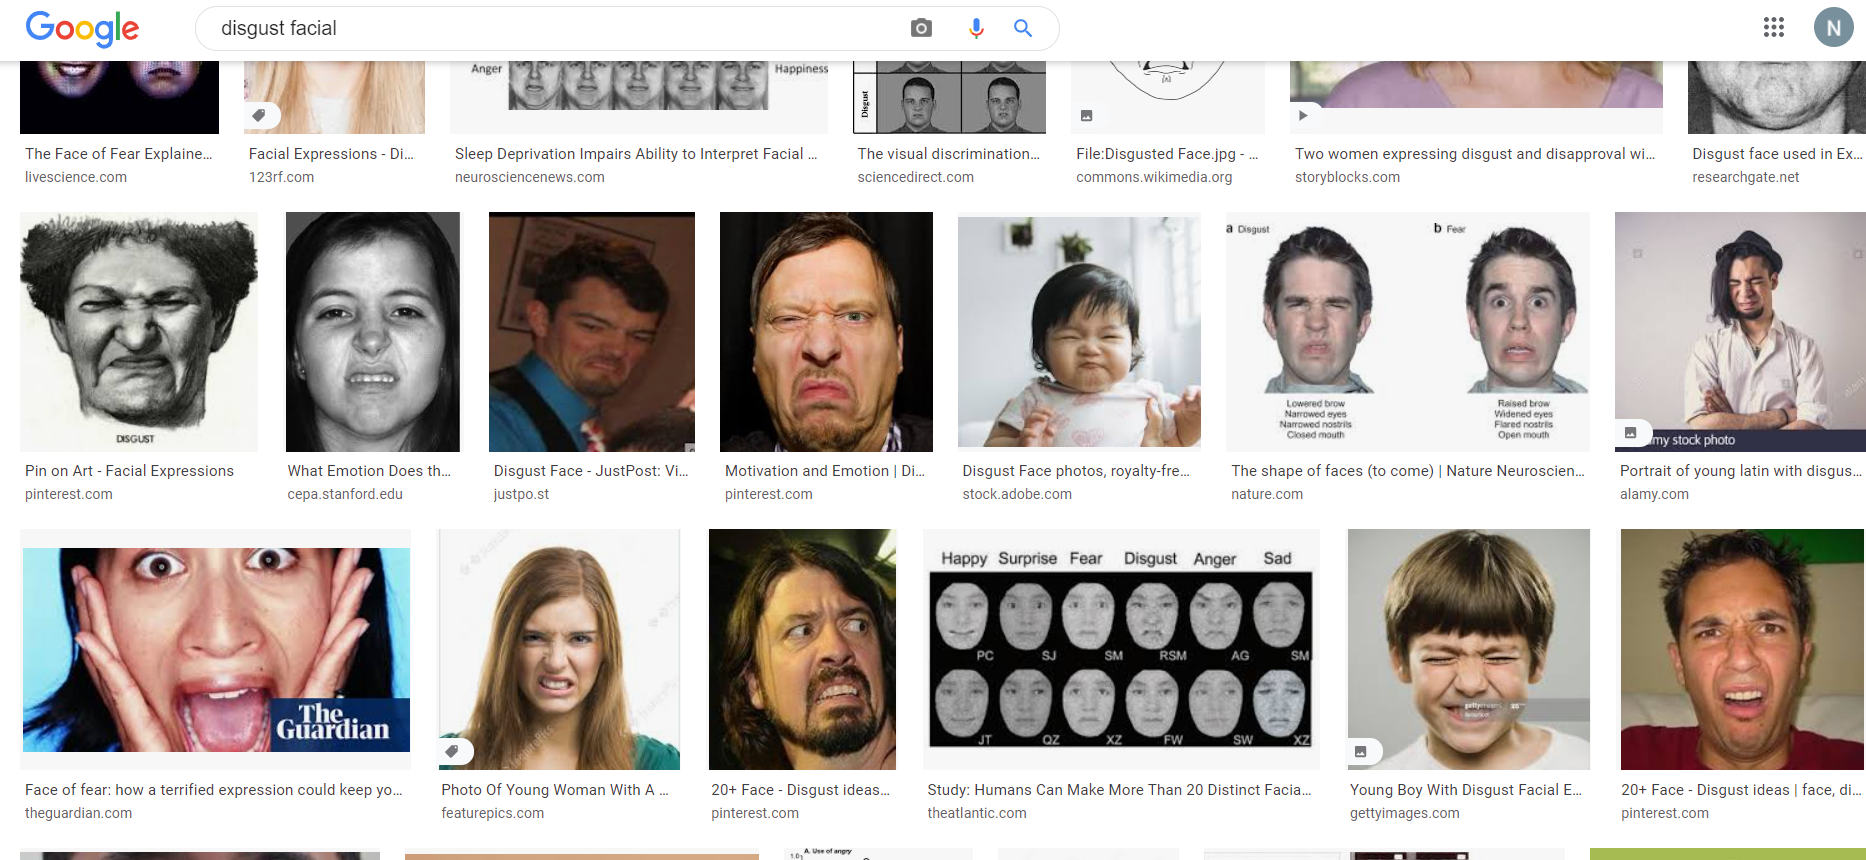 Google
disgust facial
N
Anger
Happiness
Disgust
The Face of Fear Explaine...
livescience.com
Facial Expressions - Di...
123rf.com
Sleep Deprivation Impairs Ability to Interpret Facial ...
neurosciencenews.com
The visual discrimination...
sciencedirect.com
File:Disgusted Face.jpg - ...
commons.wikimedia.org
Two women expressing disgust and disapproval wi...
storyblocks.com
Disgust face used in Ex...
researchgate.net
DISGUST
a Disgust
b Fear
Lowered brow
Narrowed eyes
Narrowed nostrils
Closed mouth
Raised brow
Widened eyes
Flared nostrils
Open mouth
amy stock photo
Pin on Art - Facial Expressions
pinterest.com
What Emotion Does th...
cepa.stanford.edu
Disgust Face - JustPost: Vi...
justpo.st
Motivation and Emotion | Di...
pinterest.com
Disgust Face photos, royalty-fre...
stock.adobe.com
The shape of faces (to come) | Nature Neuroscien...
nature.com
Portrait of young latin with disgus...
alamy.com
The
Guardian
Happy Surprise Fear Disgust Anger Sad
PC SJ SM RSM AG SM
JT QZ XZ FW SW XZ
gettyimages
Face of fear: how a terrified expression could keep yo...
theguardian.com
Photo Of Young Woman With A ...
featurepics.com
20+ Face - Disgust ideas...
pinterest.com
Study: Humans Can Make More Than 20 Distinct Facia...
theatlantic.com
Young Boy With Disgust Facial E...
gettyimages.com
20+ Face - Disgust ideas | face, di...
pinterest.com
A. Use of angry
1.0